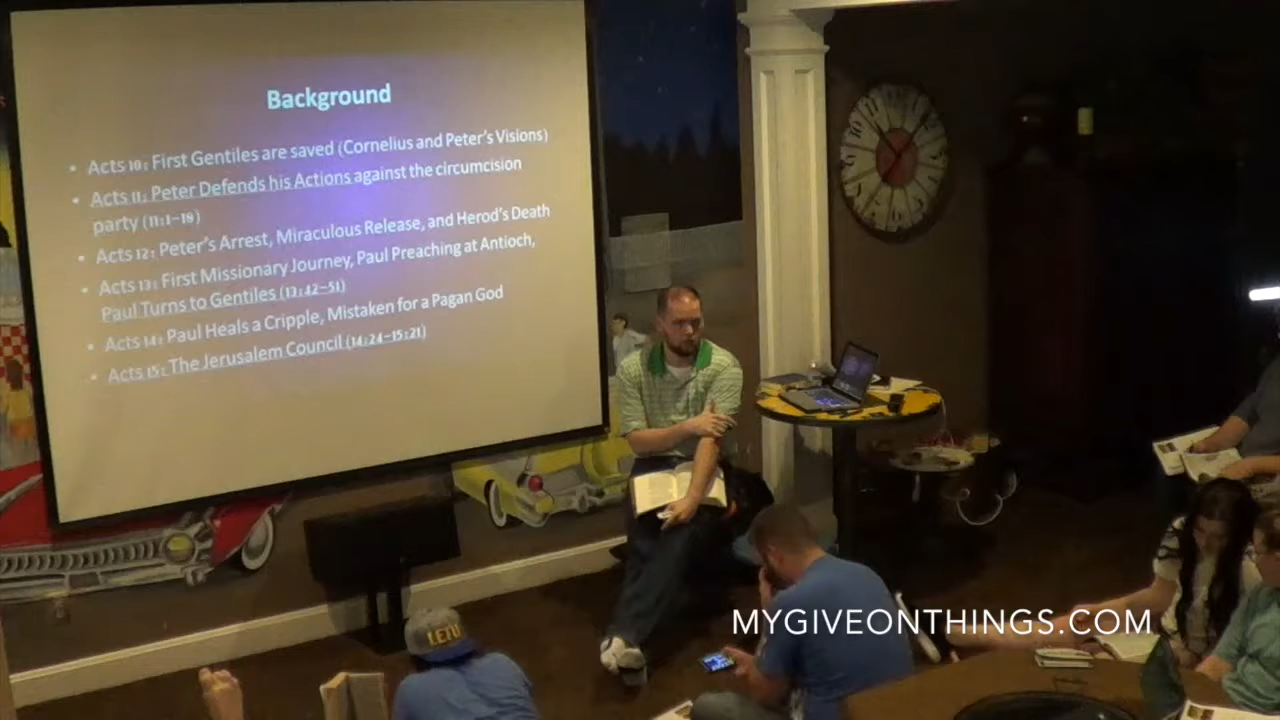 Background
• Acts 10: First Gentiles are saved (Cornelius and Peter's Visions)
• Acts 11: Peter Defends his Actions against the circumcision
party (11:1–18)
• Acts 12: Peter's Arrest, Miraculous Release, and Herod's Death
• Acts 13: First Missionary Journey, Paul Preaching at Antioch,
Paul Turns to Gentiles (13:42–51)
• Acts 14: Paul Heals a Cripple, Mistaken for a Pagan God
• Acts 15: The Jerusalem Council (14:24–15:21)
LETU
MYGIVEONTHINGS.COM